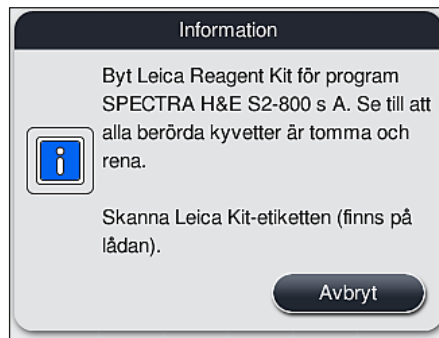 Information
Byt Leica Reagent Kit för program
SPECTRA H&E S2-800 s A. Se till att
alla berörda kyvetter är tomma och
rena.
Skanna Leica Kit-etiketten (finns på
lådan).
Avbryt